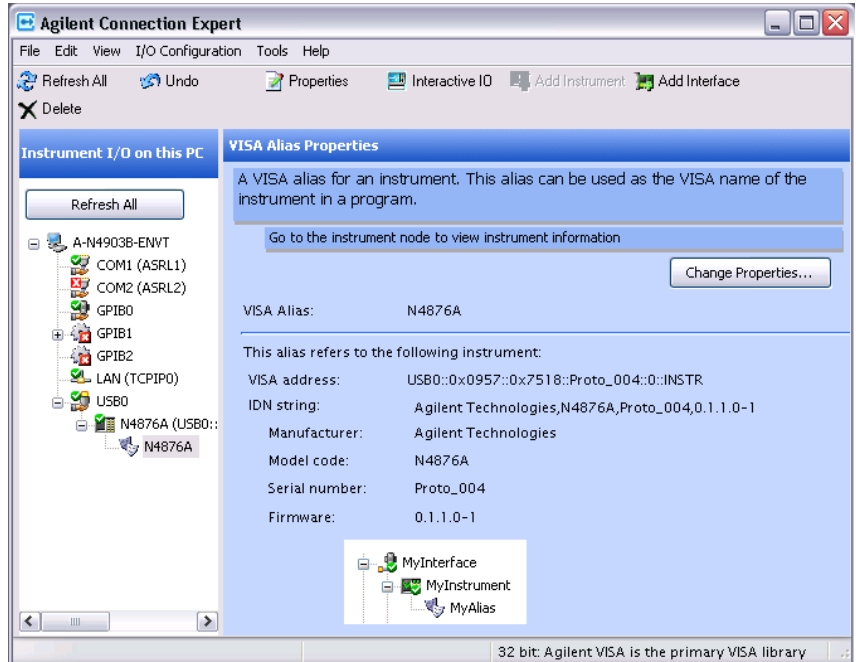 Agilent Connection Expert
File Edit View I/O Configuration Tools Help
Refresh All Undo Properties Interactive IO Add Instrument Add Interface
Delete
Instrument I/O on this PC
Refresh All
A-N4903B-ENVT
COM1 (ASRL1)
COM2 (ASRL2)
GPIB0
GPIB1
GPIB2
LAN (TCPIP0)
USB0
N4876A (USB0::
N4876A
VISA Alias Properties
A VISA alias for an instrument. This alias can be used as the VISA name of the
instrument in a program.
Go to the instrument node to view instrument information
Change Properties...
VISA Alias: N4876A
This alias refers to the following instrument:
VISA address: USB0::0x0957::0x7518::Proto_004::0::INSTR
IDN string: Agilent Technologies,N4876A,Proto_004,0.1.1.0-1
Manufacturer: Agilent Technologies
Model code: N4876A
Serial number: Proto_004
Firmware: 0.1.1.0-1
MyInterface
MyInstrument
MyAlias
32 bit: Agilent VISA is the primary VISA library